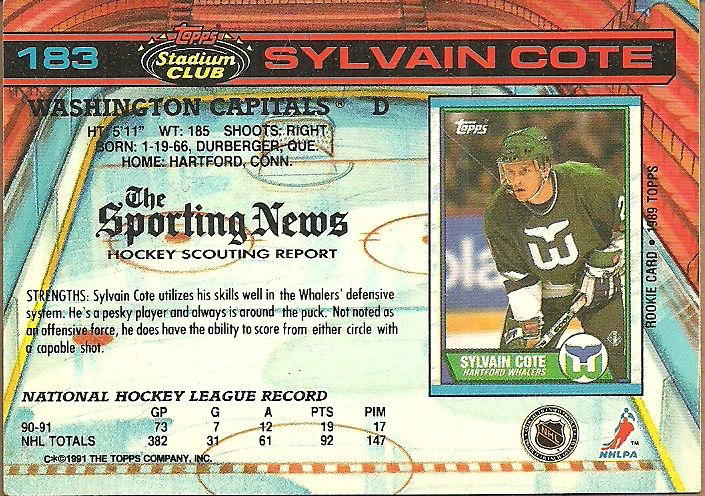 183
Topps
Stadium
CLUB
SYLVAIN COTE
WASHINGTON CAPITALS® D
HT: 5'11" WT: 185 SHOOTS: RIGHT
BORN: 1-19-66, DURBERGER, QUE.
HOME: HARTFORD, CONN.
The
Sporting News
HOCKEY SCOUTING REPORT
STRENGTHS: Sylvain Cote utilizes his skills well in the Whalers' defensive
system. He's a pesky player and always is around the puck. Not noted as
an offensive force, he does have the ability to score from either circle with
a capable shot.
Topps
SYLVAIN COTE
HARTFORD WHALERS
ROOKIE CARD • 1989 TOPPS
NATIONAL HOCKEY LEAGUE RECORD
GP G A PTS PIM
90-91 73 7 12 19 17
NHL TOTALS 382 31 61 92 147
C✻©1991 THE TOPPS COMPANY, INC.
NHL
NHLPA™